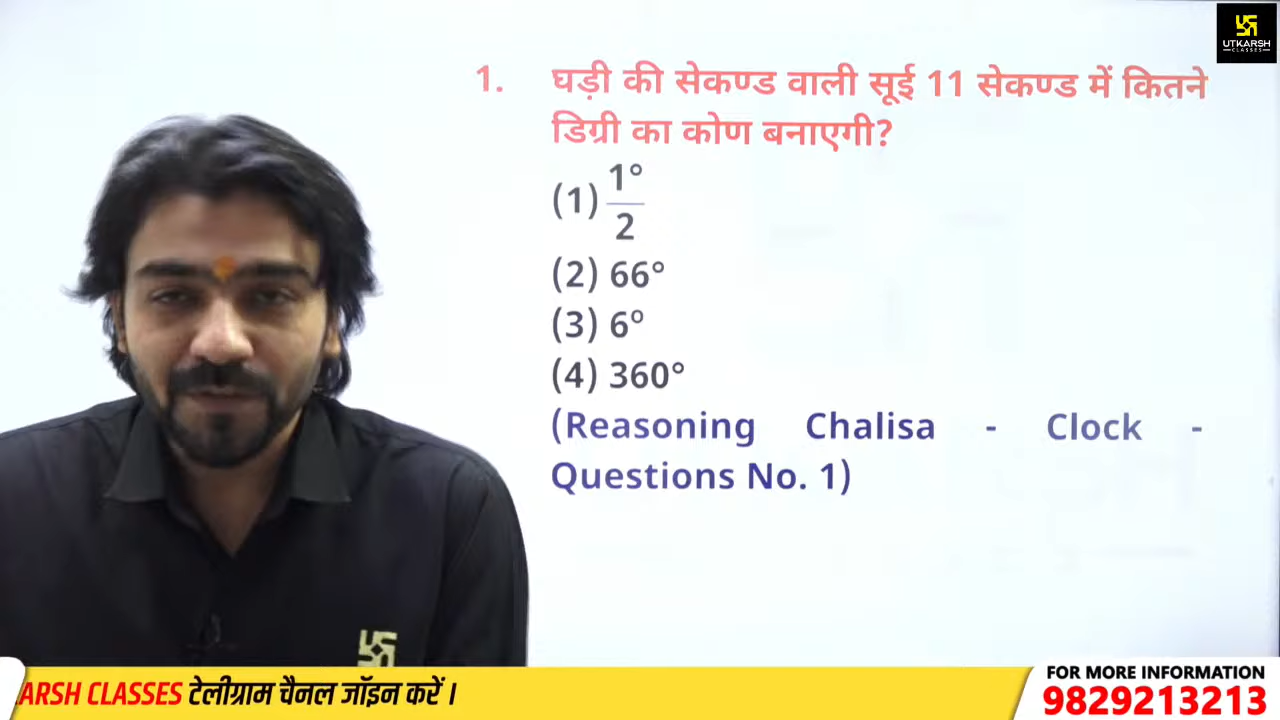 UTKARSH
CLASSES
1. घड़ी की सेकण्ड वाली सूई 11 सेकण्ड में कितने
डिग्री का कोण बनाएगी?
(1) 1°/2
(2) 66°
(3) 6°
(4) 360°
(Reasoning Chalisa - Clock -
Questions No. 1)
ARSH CLASSES टेलीग्राम चैनल जॉइन करें ।
FOR MORE INFORMATION
9829213213